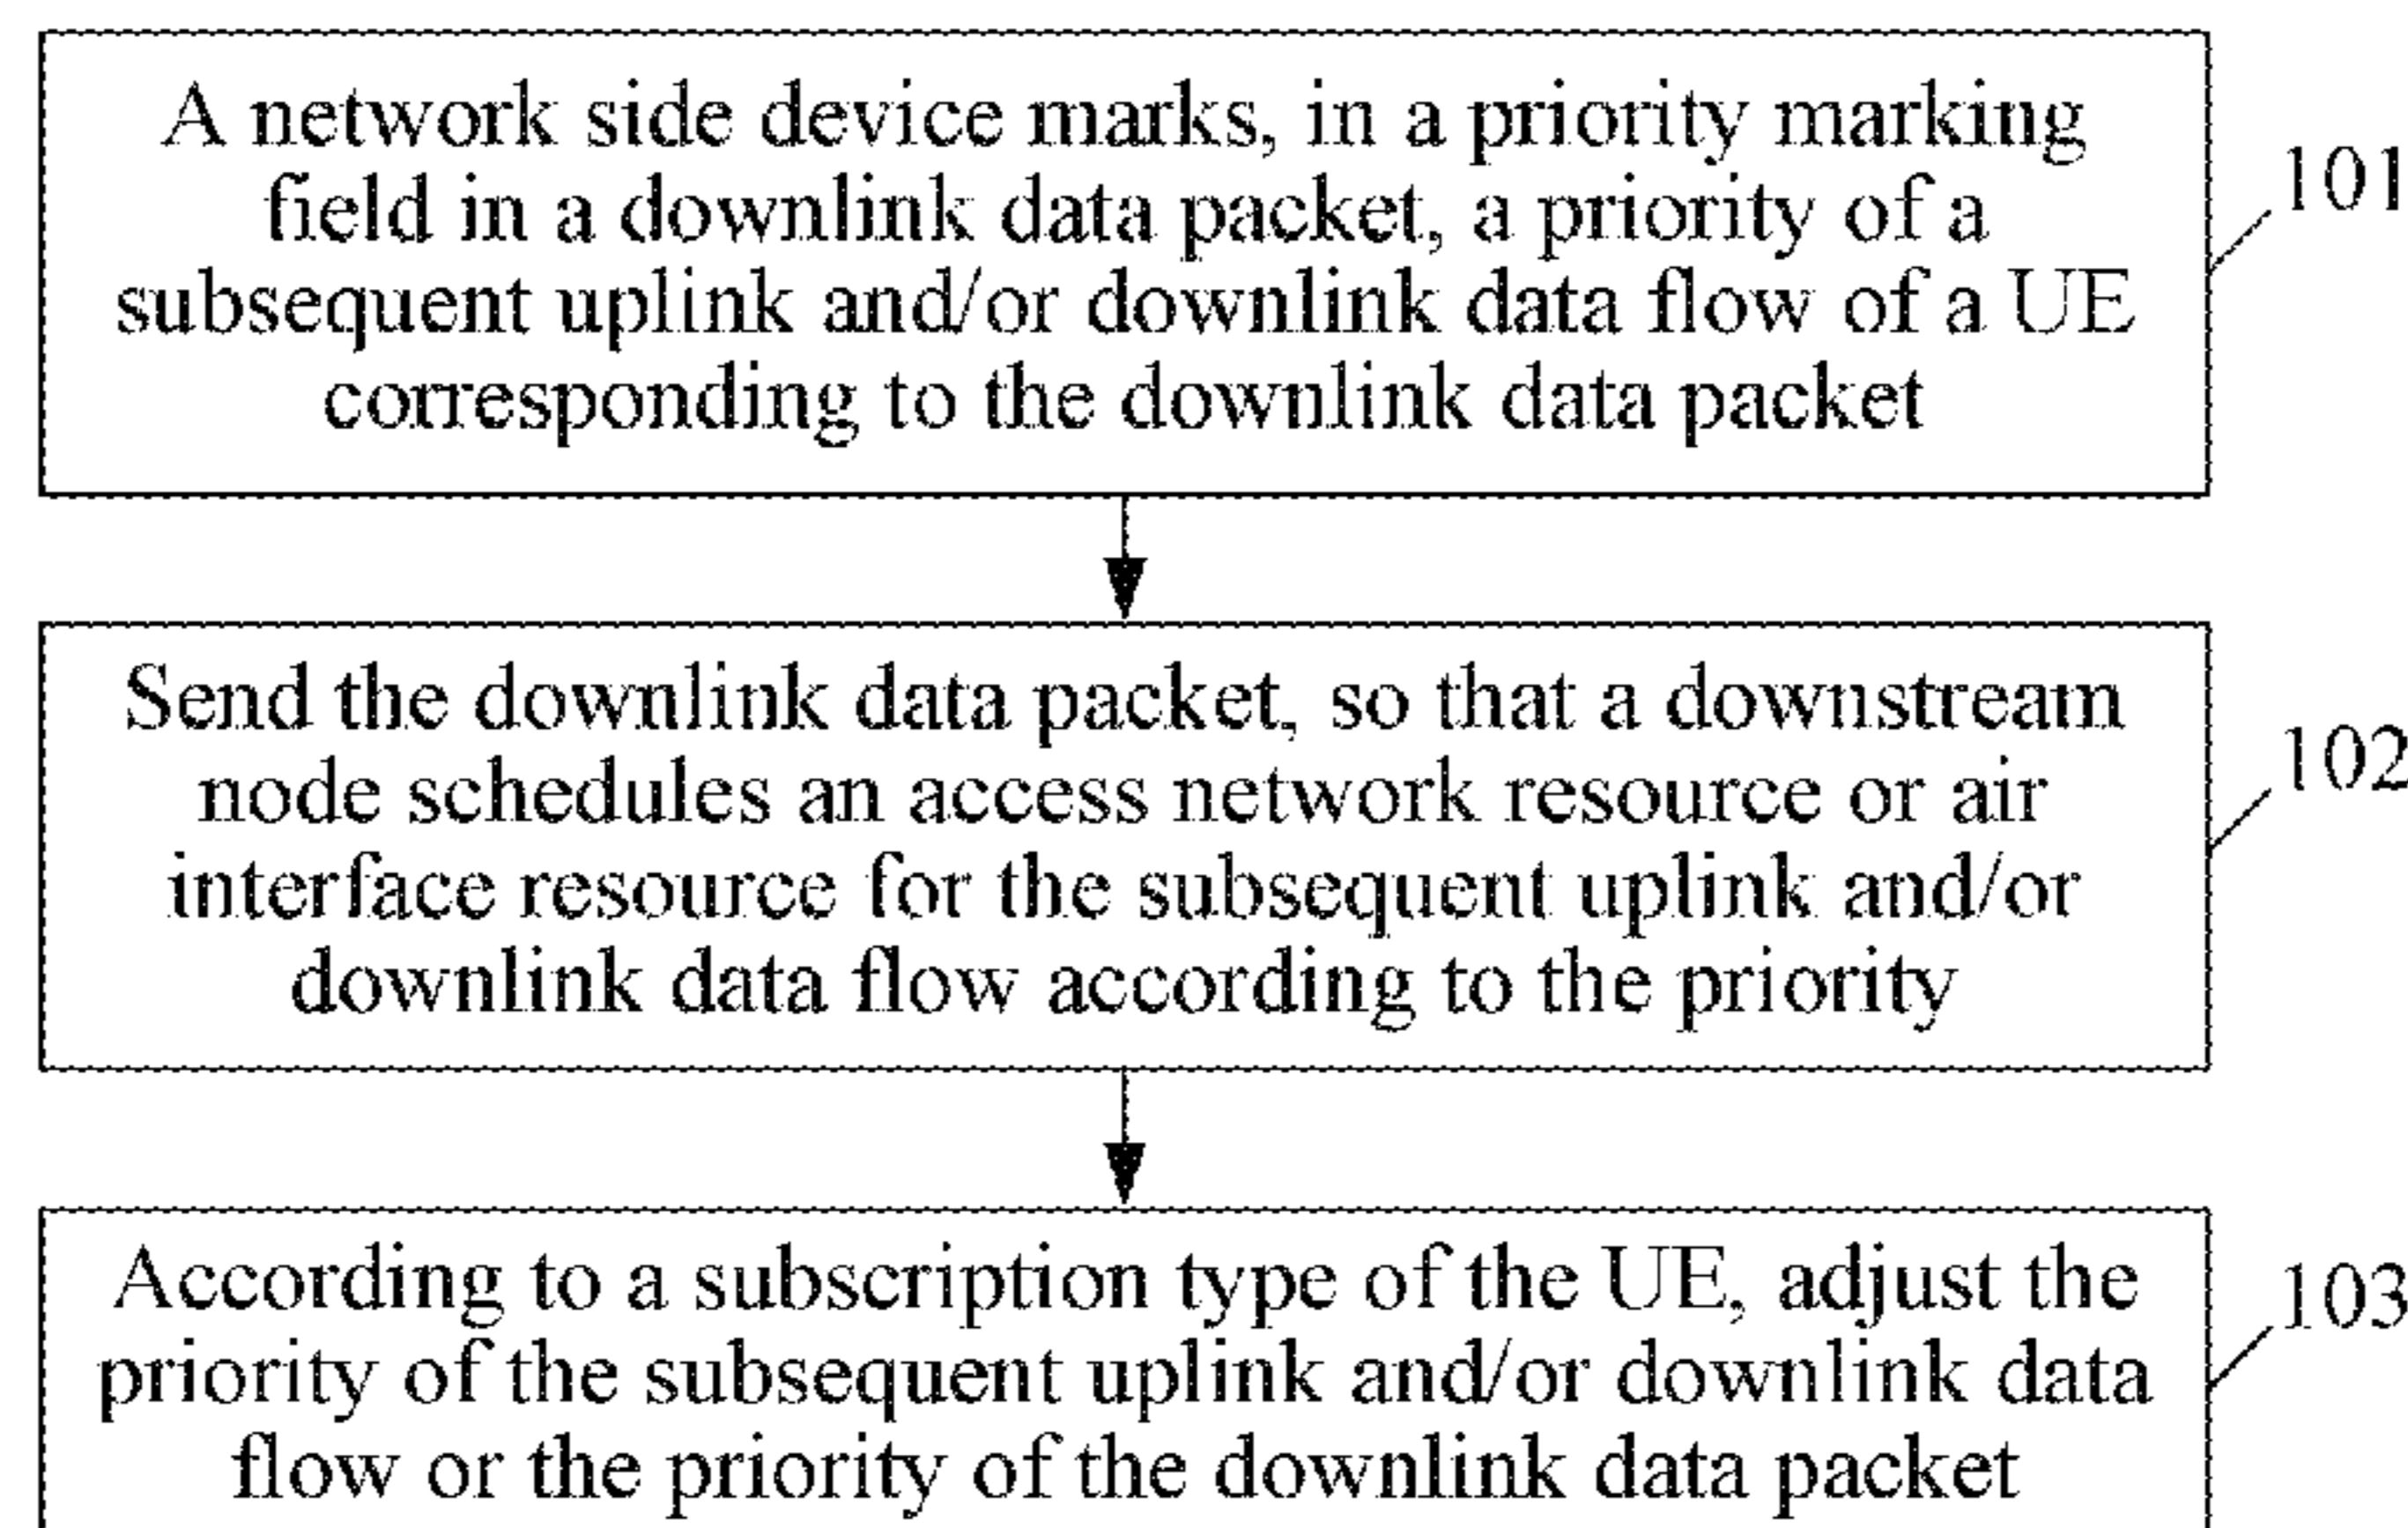 A network side device marks, in a priority marking
field in a downlink data packet, a priority of a
subsequent uplink and/or downlink data flow of a UE
corresponding to the downlink data packet
101
Send the downlink data packet, so that a downstream
node schedules an access network resource or air
interface resource for the subsequent uplink and/or
downlink data flow according to the priority
102
According to a subscription type of the UE, adjust the
priority of the subsequent uplink and/or downlink data
flow or the priority of the downlink data packet
103